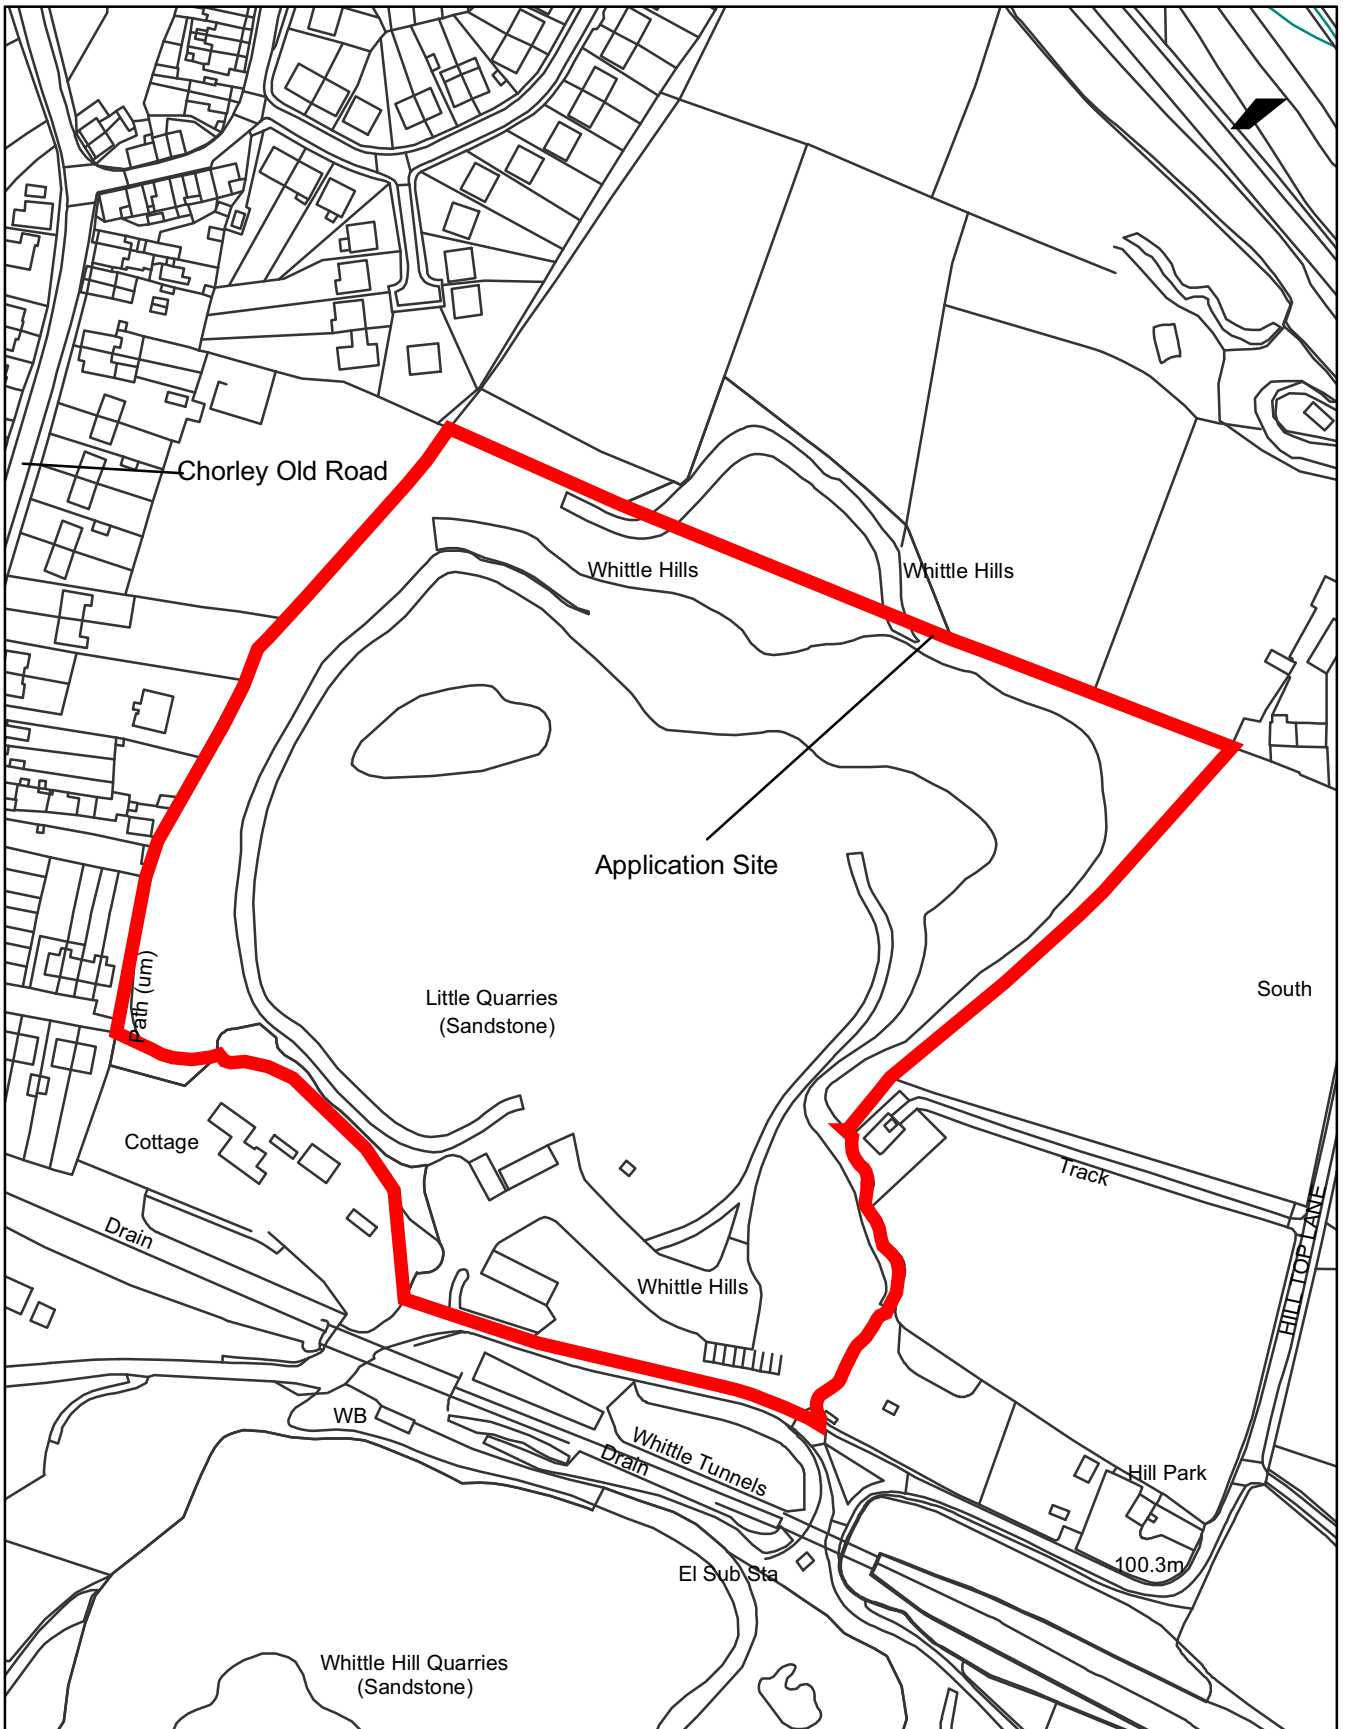 Chorley Old Road
Whittle Hills
Whittle Hills
Application Site
Path (um)
Little Quarries
(Sandstone)
South
Cottage
Track
Drain
HILL TOP LANE
Whittle Hills
WB
Whittle Tunnels
Drain
Hill Park
100.3m
El Sub Sta
Whittle Hill Quarries
(Sandstone)